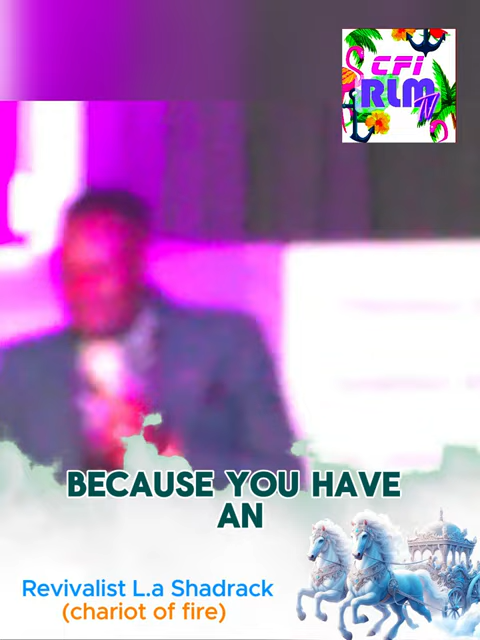 CFi
RLM
TV
BECAUSE YOU HAVE
AN
Revivalist L.a Shadrack
(chariot of fire)